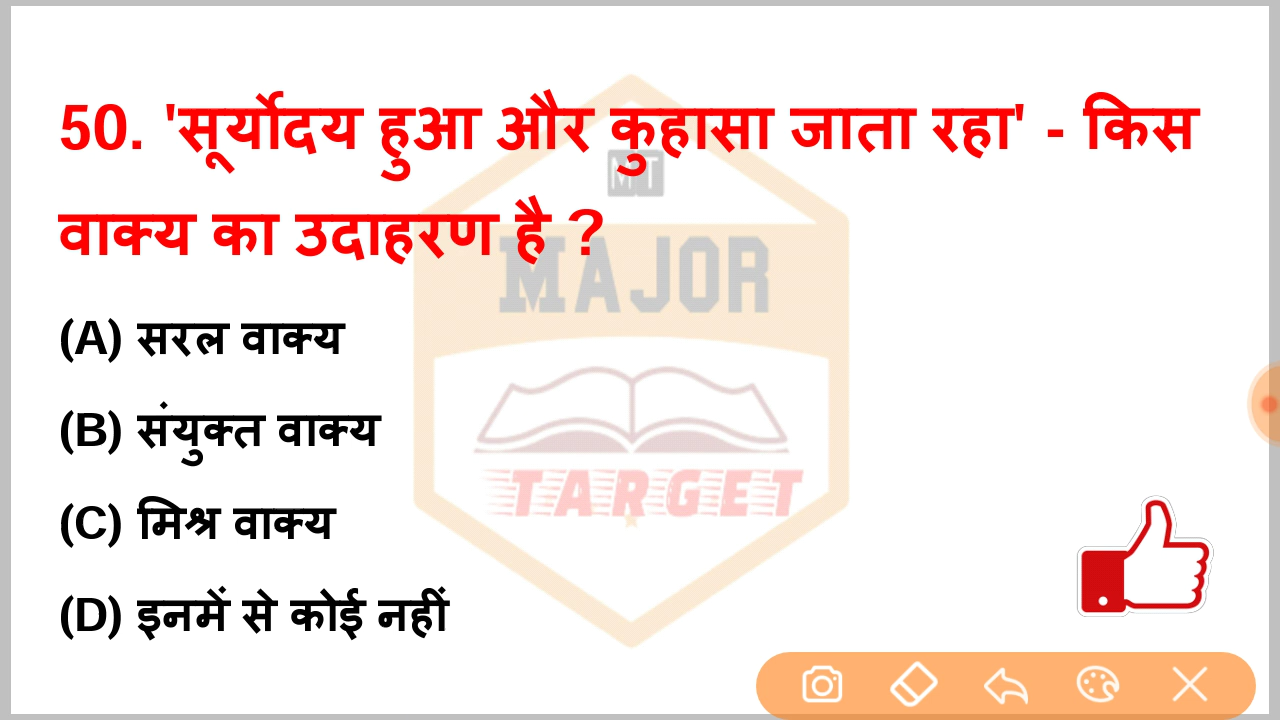 50. 'सूर्योदय हुआ और कुहासा जाता रहा' - किस
वाक्य का उदाहरण है ?
MT
MAJOR
TARGET
(A) सरल वाक्य
(B) संयुक्त वाक्य
(C) मिश्र वाक्य
(D) इनमें से कोई नहीं